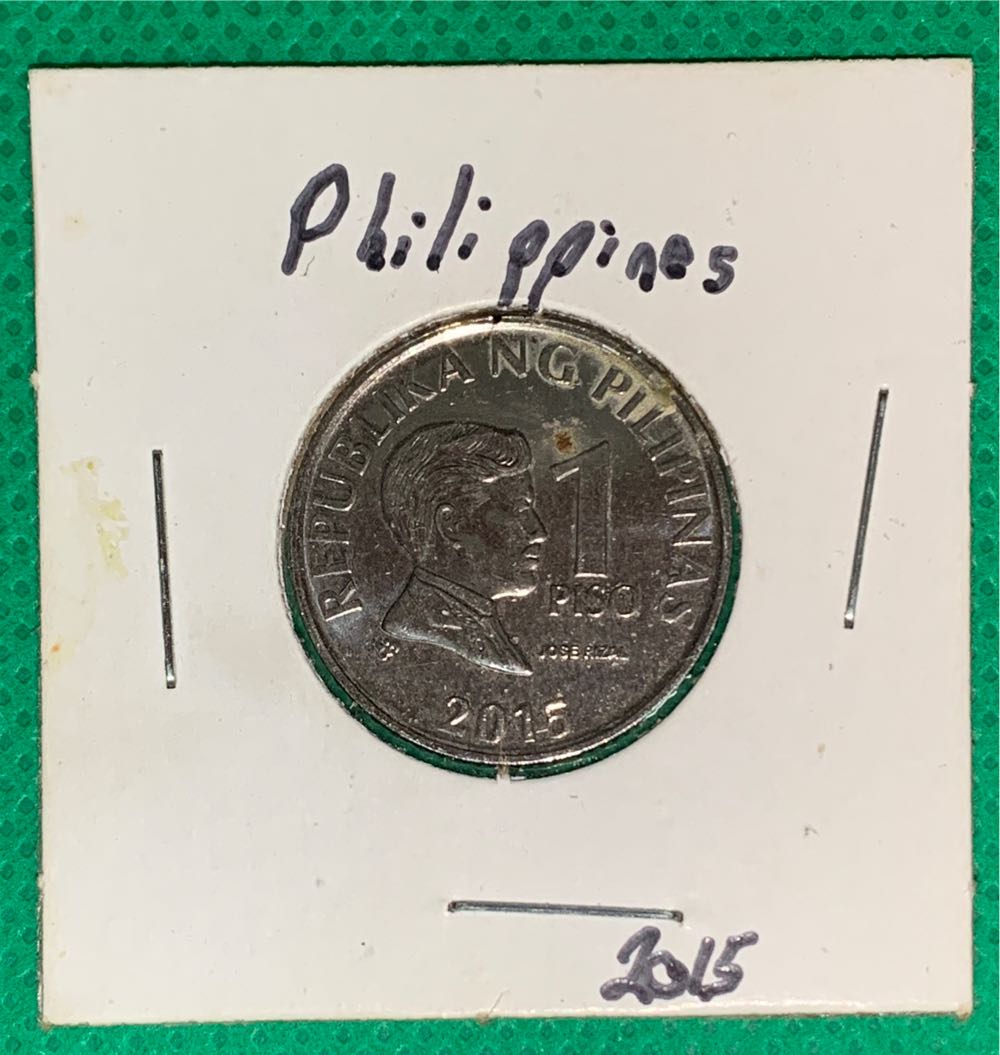 Philippines
REPUBLIKA NG PILIPINAS
1
PISO
JOSE RIZAL
2015
2015